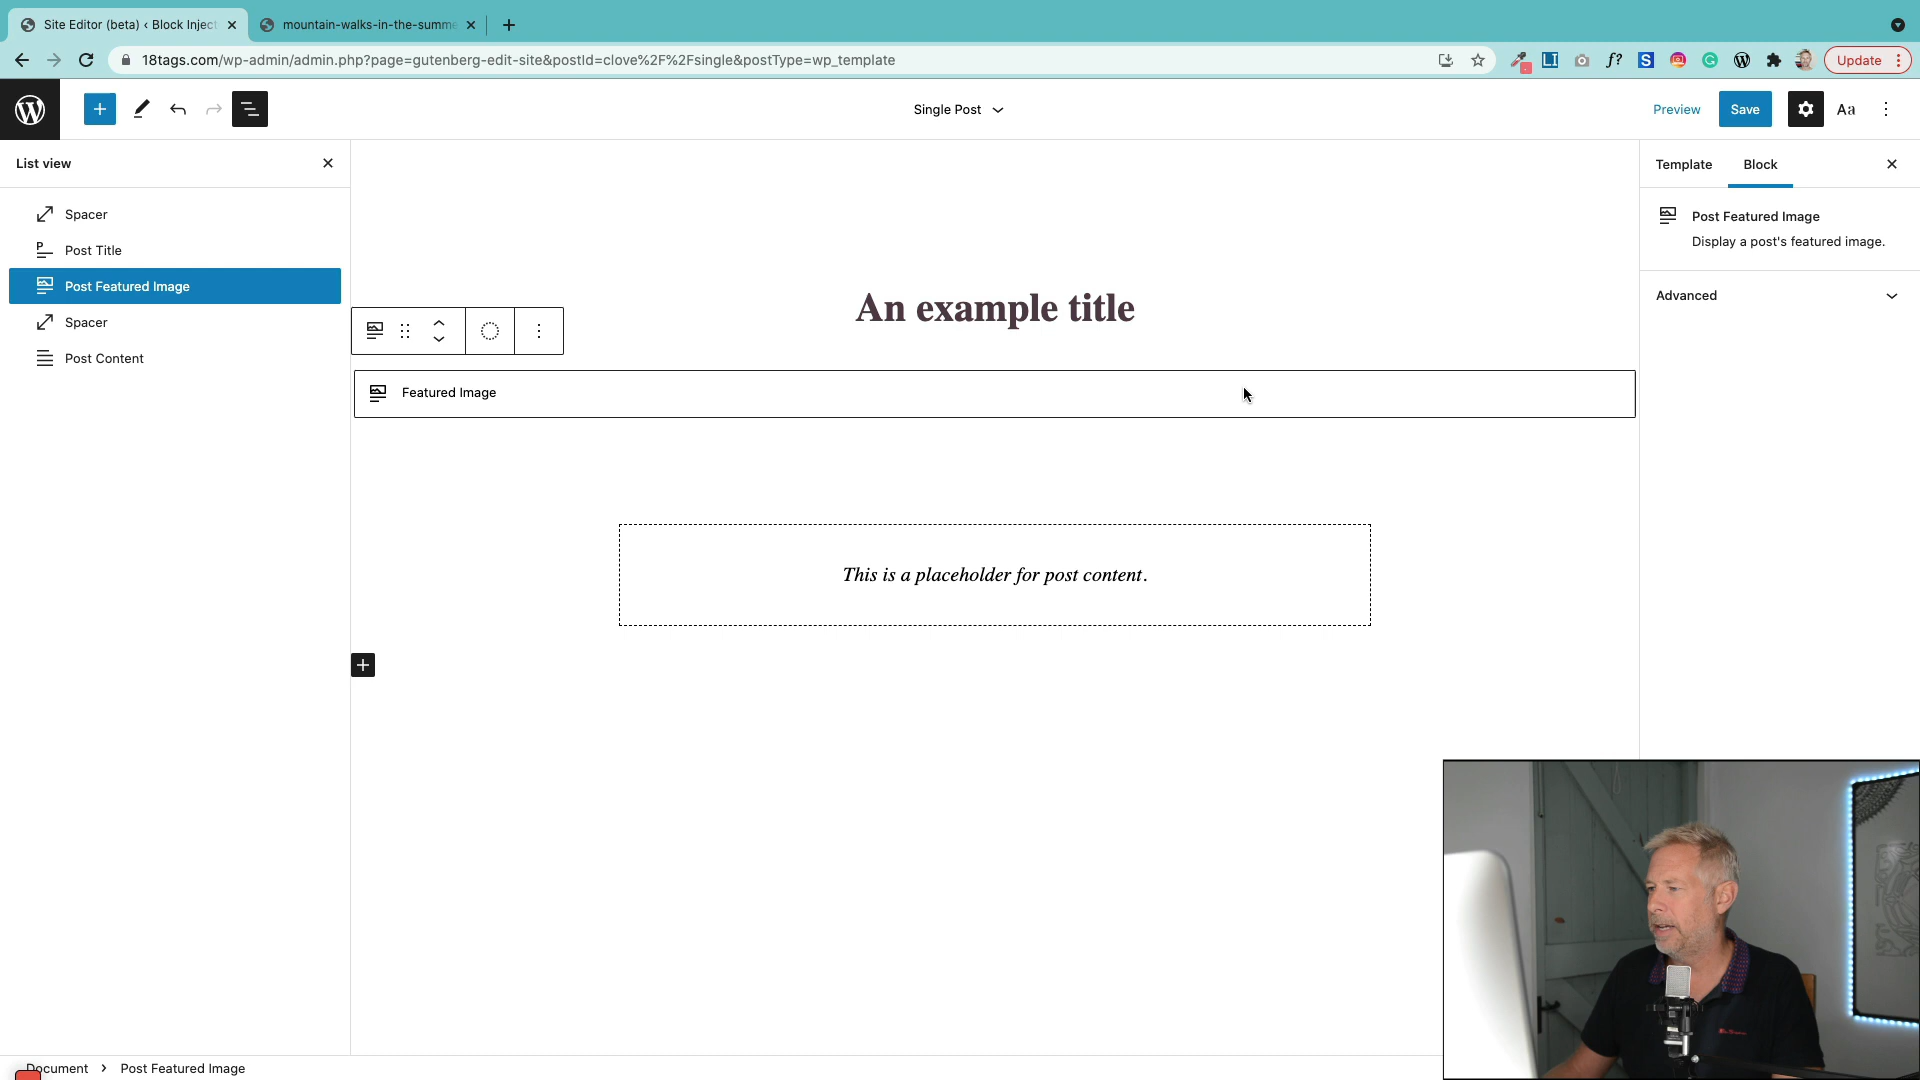 Site Editor (beta) ‹ Block Inject
mountain-walks-in-the-summe
18tags.com/wp-admin/admin.php?page=gutenberg-edit-site&postId=clove%2F%2Fsingle&postType=wp_template
Update
Single Post
Preview
Save
Aa
List view
Spacer
Post Title
Post Featured Image
Spacer
Post Content
An example title
Featured Image
This is a placeholder for post content.
Template
Block
Post Featured Image
Display a post's featured image.
Advanced
Document
Post Featured Image